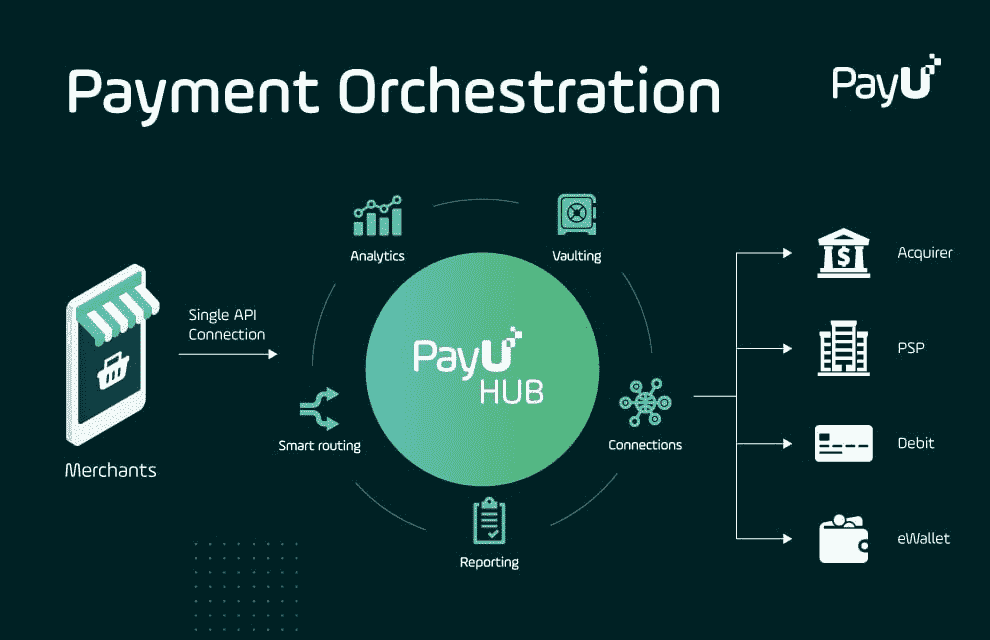 Payment Orchestration
PayU
Analytics
Vaulting
Single API
Connection
Merchants
PayU
HUB
Smart routing
Connections
Reporting
Acquirer
PSP
Debit
eWallet